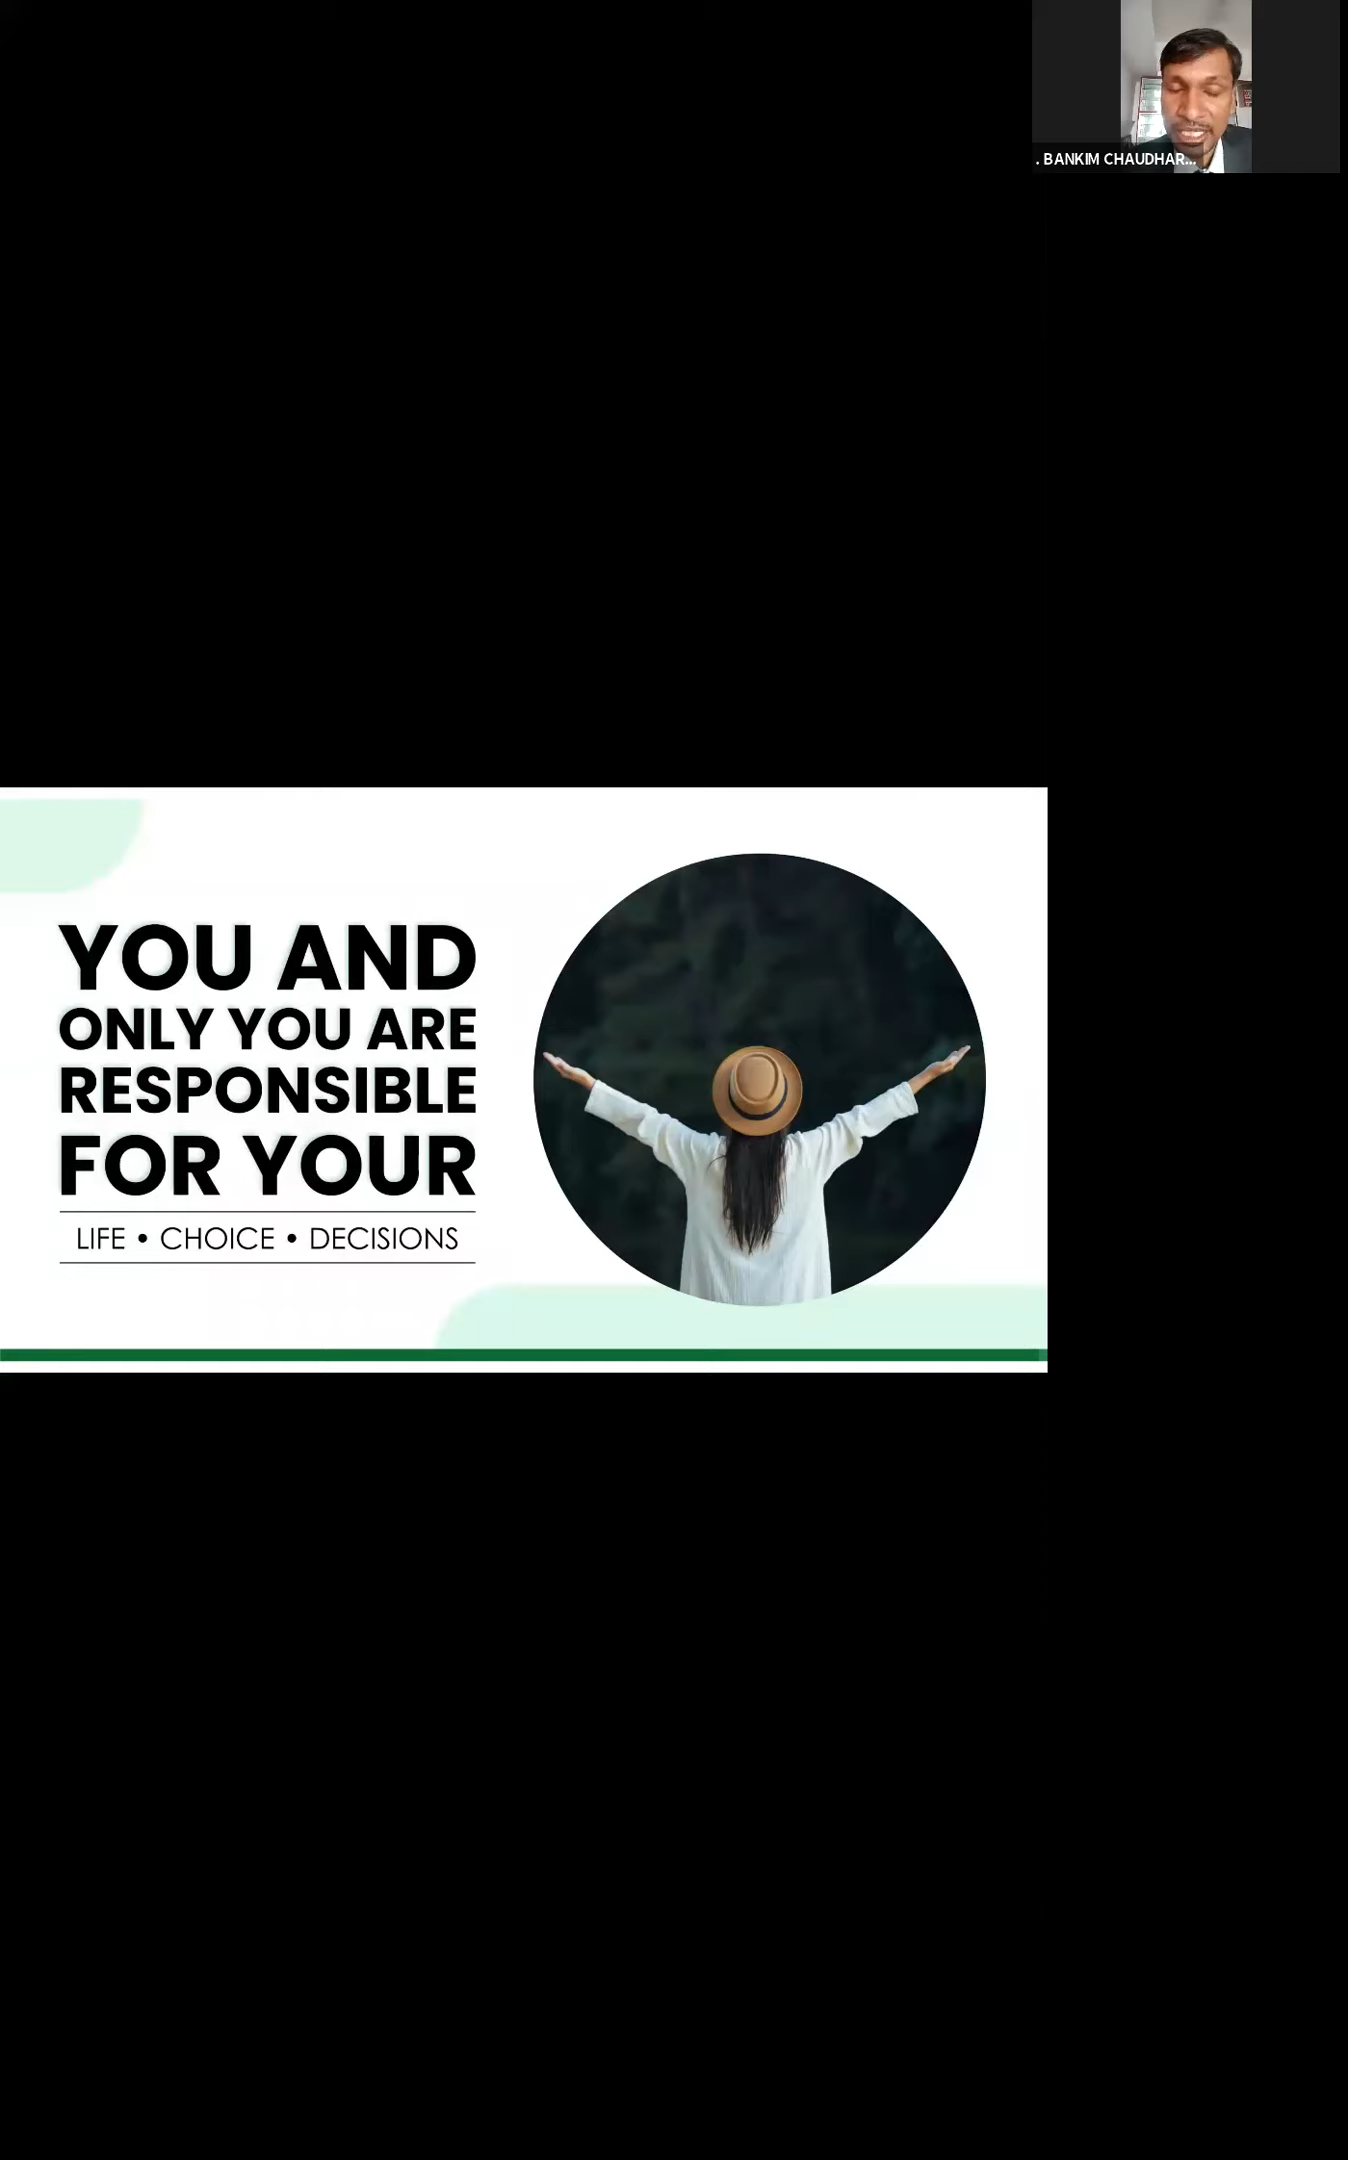 . BANKIM CHAUDHAR...
YOU AND
ONLY YOU ARE
RESPONSIBLE
FOR YOUR
LIFE • CHOICE • DECISIONS